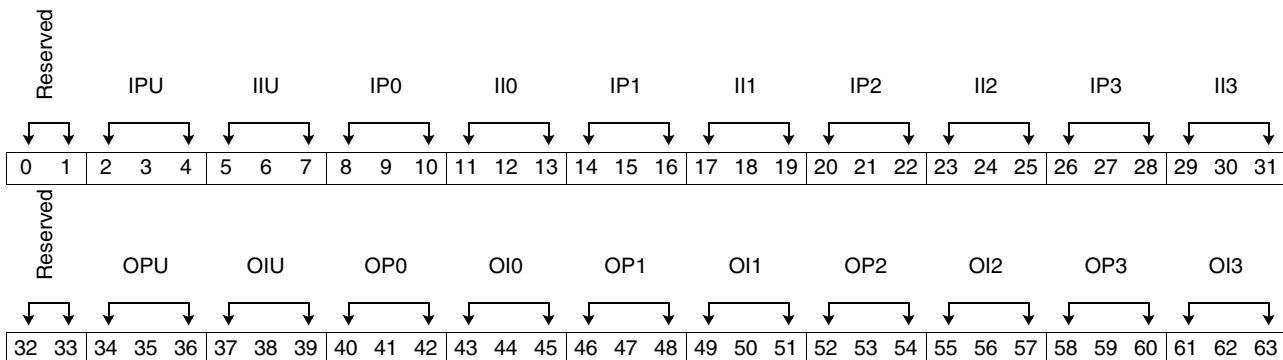 Reserved
IPU IIU IP0 II0 IP1 II1 IP2 II2 IP3 II3
0 1 2 3 4 5 6 7 8 9 10 11 12 13 14 15 16 17 18 19 20 21 22 23 24 25 26 27 28 29 30 31
Reserved
OPU OIU OP0 OI0 OP1 OI1 OP2 OI2 OP3 OI3
32 33 34 35 36 37 38 39 40 41 42 43 44 45 46 47 48 49 50 51 52 53 54 55 56 57 58 59 60 61 62 63